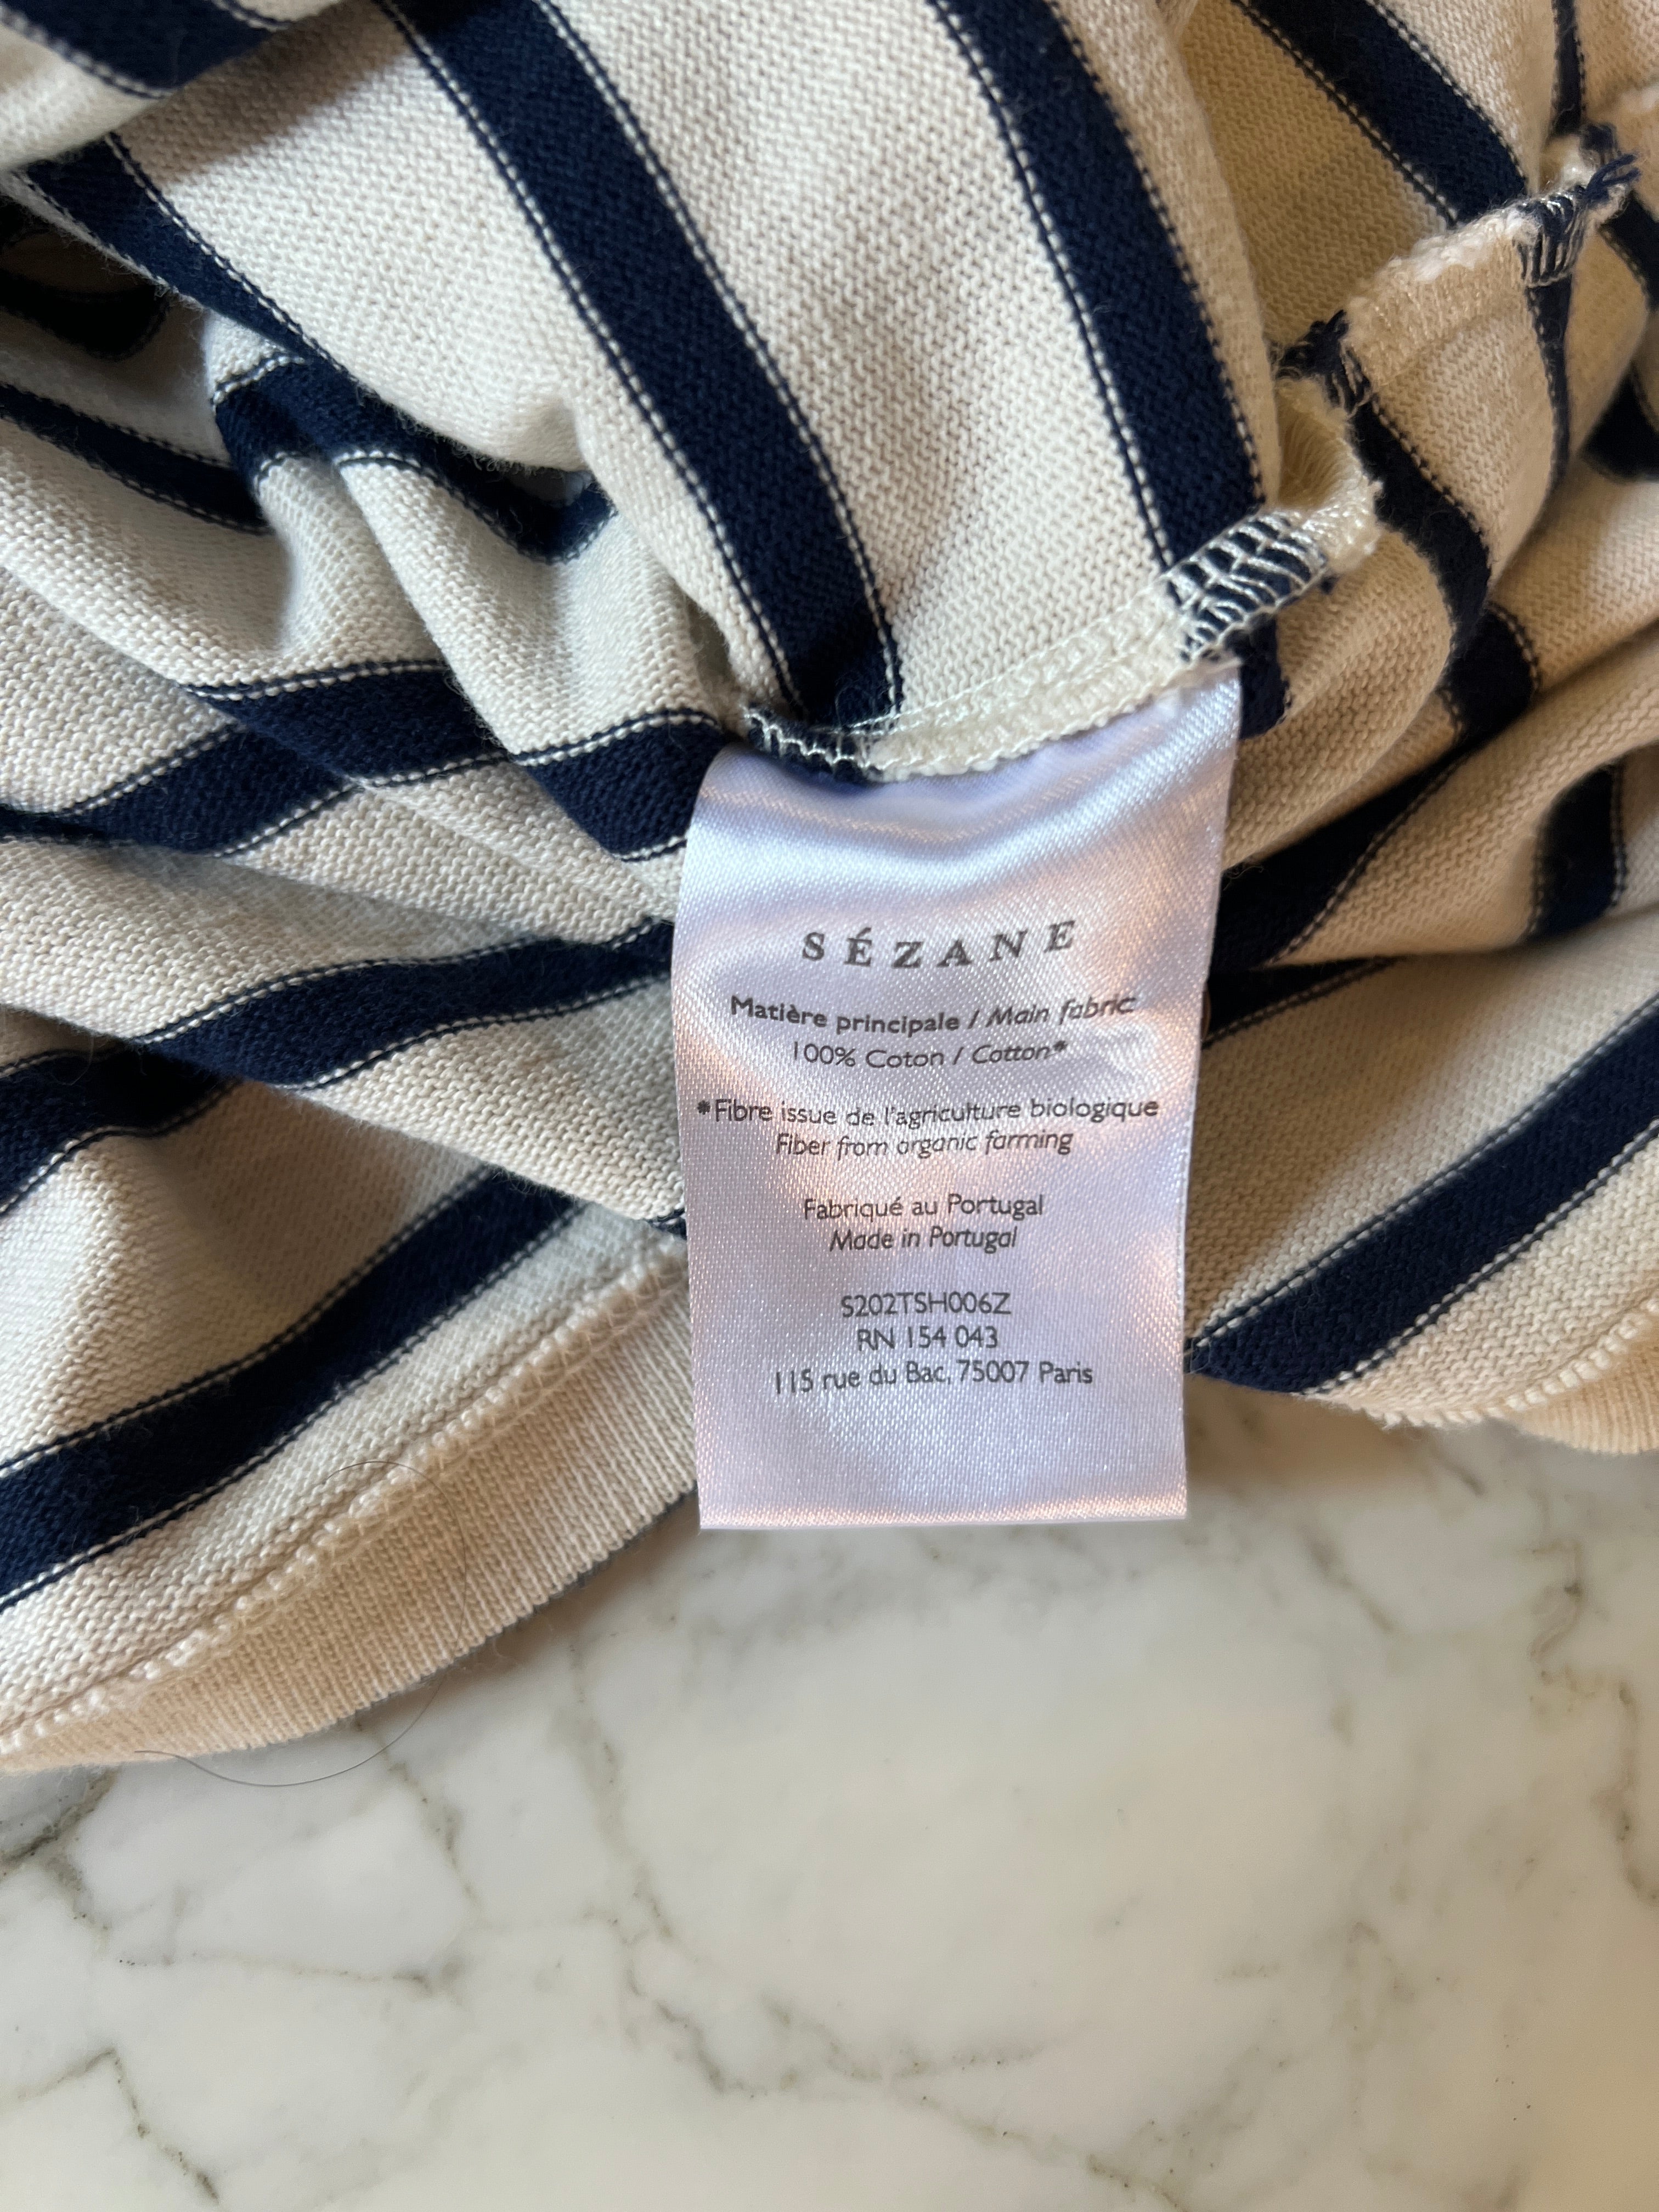 SÉZANE
Matière principale / Main fabric
100% Coton / Cotton*
*Fibre issue de l'agriculture biologique
Fiber from organic farming
Fabriqué au Portugal
Made in Portugal
S202TSH006Z
RN 154 043
115 rue du Bac, 75007 Paris